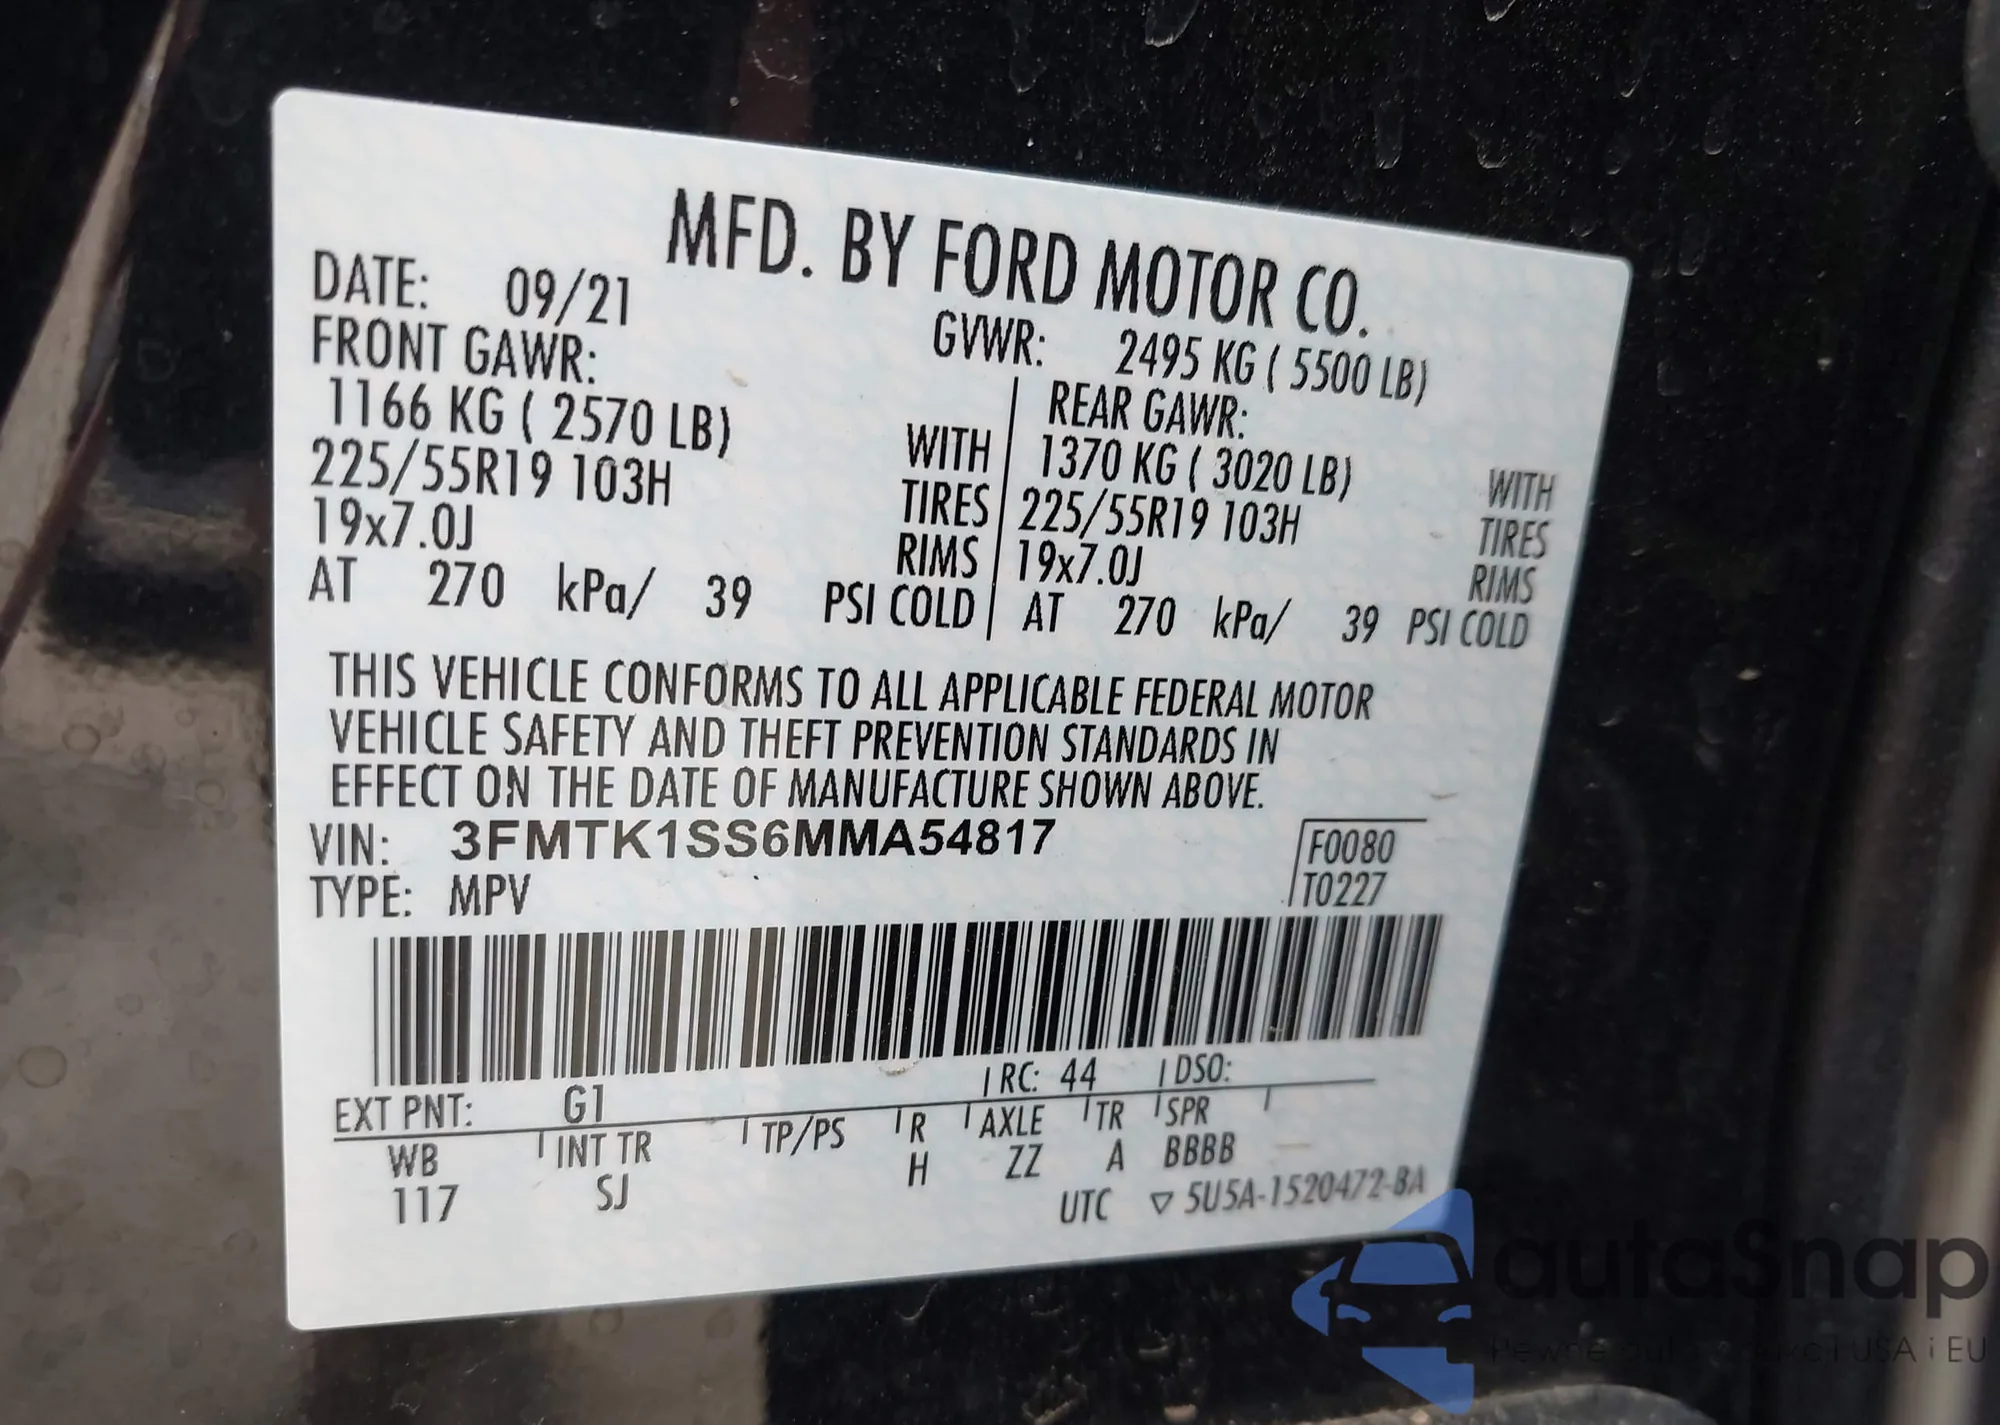 MFD. BY FORD MOTOR CO.
DATE: 09/21
GVWR: 2495 KG ( 5500 LB)
FRONT GAWR:
1166 KG ( 2570 LB) WITH
225/55R19 103H TIRES
19x7.0J RIMS
AT 270 kPa/ 39 PSI COLD
REAR GAWR:
1370 KG ( 3020 LB) WITH
225/55R19 103H TIRES
19x7.0J RIMS
AT 270 kPa/ 39 PSI COLD
THIS VEHICLE CONFORMS TO ALL APPLICABLE FEDERAL MOTOR
VEHICLE SAFETY AND THEFT PREVENTION STANDARDS IN
EFFECT ON THE DATE OF MANUFACTURE SHOWN ABOVE.
VIN: 3FMTK1SS6MMA54817
TYPE: MPV
F0080
T0227
EXT PNT: G1 RC: 44 DSO:
WB INT TR TP/PS R AXLE TR SPR
117 SJ H ZZ A BBBB
UTC ▽ 5U5A-1520472-BA
autaSnap
USA i EU